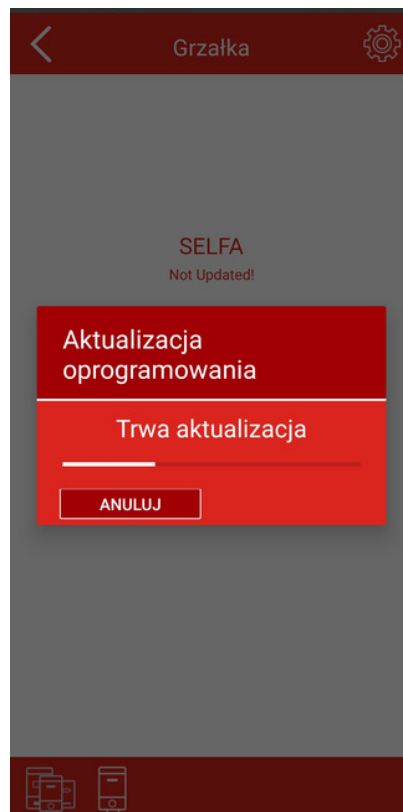 Grzałka
SELFA
Not Updated!
Aktualizacja
oprogramowania
Trwa aktualizacja
ANULUJ